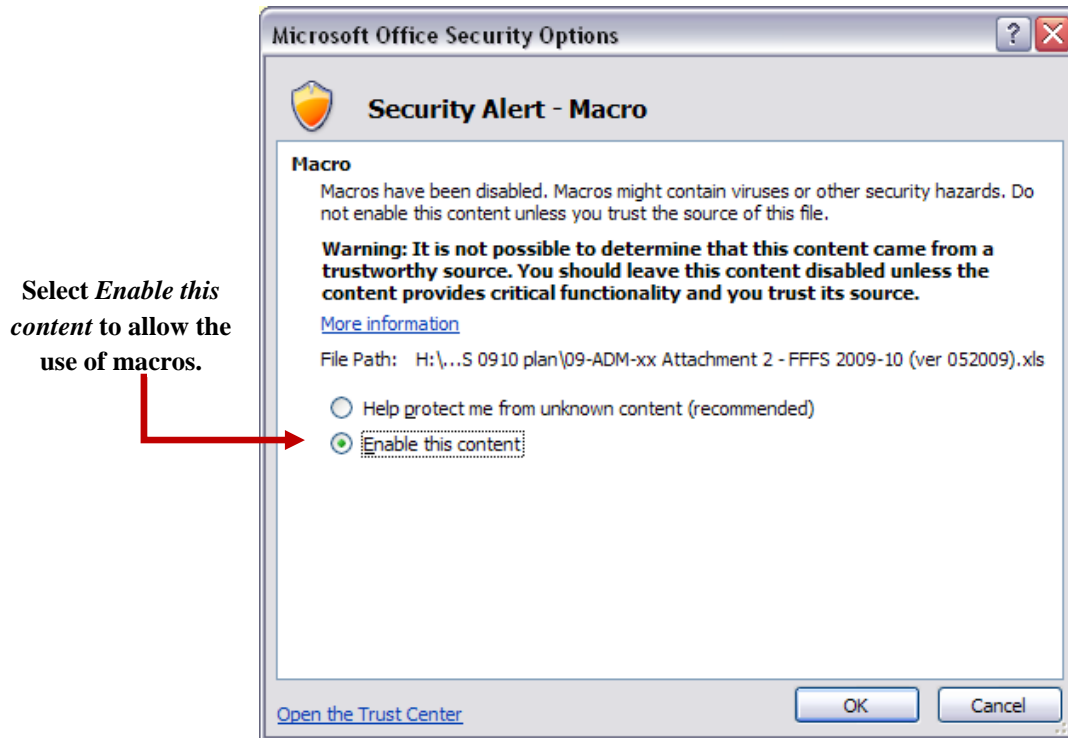 Microsoft Office Security Options
Security Alert - Macro
Macro
Macros have been disabled. Macros might contain viruses or other security hazards. Do
not enable this content unless you trust the source of this file.
Warning: It is not possible to determine that this content came from a
trustworthy source. You should leave this content disabled unless the
content provides critical functionality and you trust its source.
More information
File Path: H:\...S 0910 plan\09-ADM-xx Attachment 2 - FFFS 2009-10 (ver 052009).xls
Help protect me from unknown content (recommended)
Enable this content
Select Enable this
content to allow the
use of macros.
Open the Trust Center
OK
Cancel